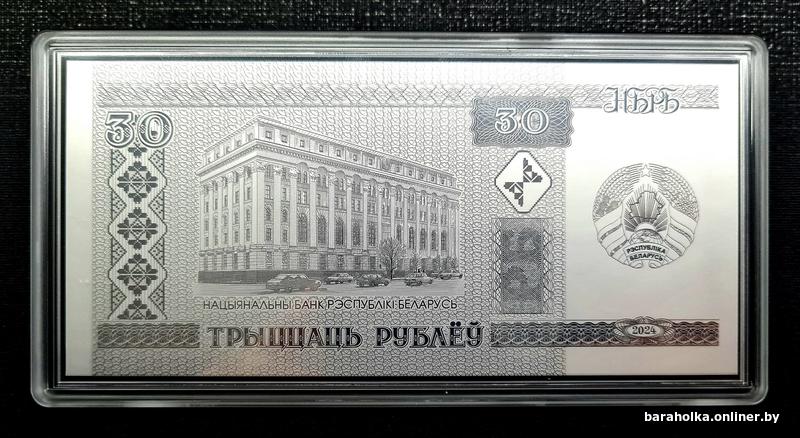 30
30
НБРБ
РЭСПУБЛІКА
БЕЛАРУСЬ
НАЦЫЯНАЛЬНЫ БАНК РЭСПУБЛІКІ БЕЛАРУСЬ
ТРЫЦЦАЦЬ РУБЛЁЎ
2024
baraholka.onliner.by